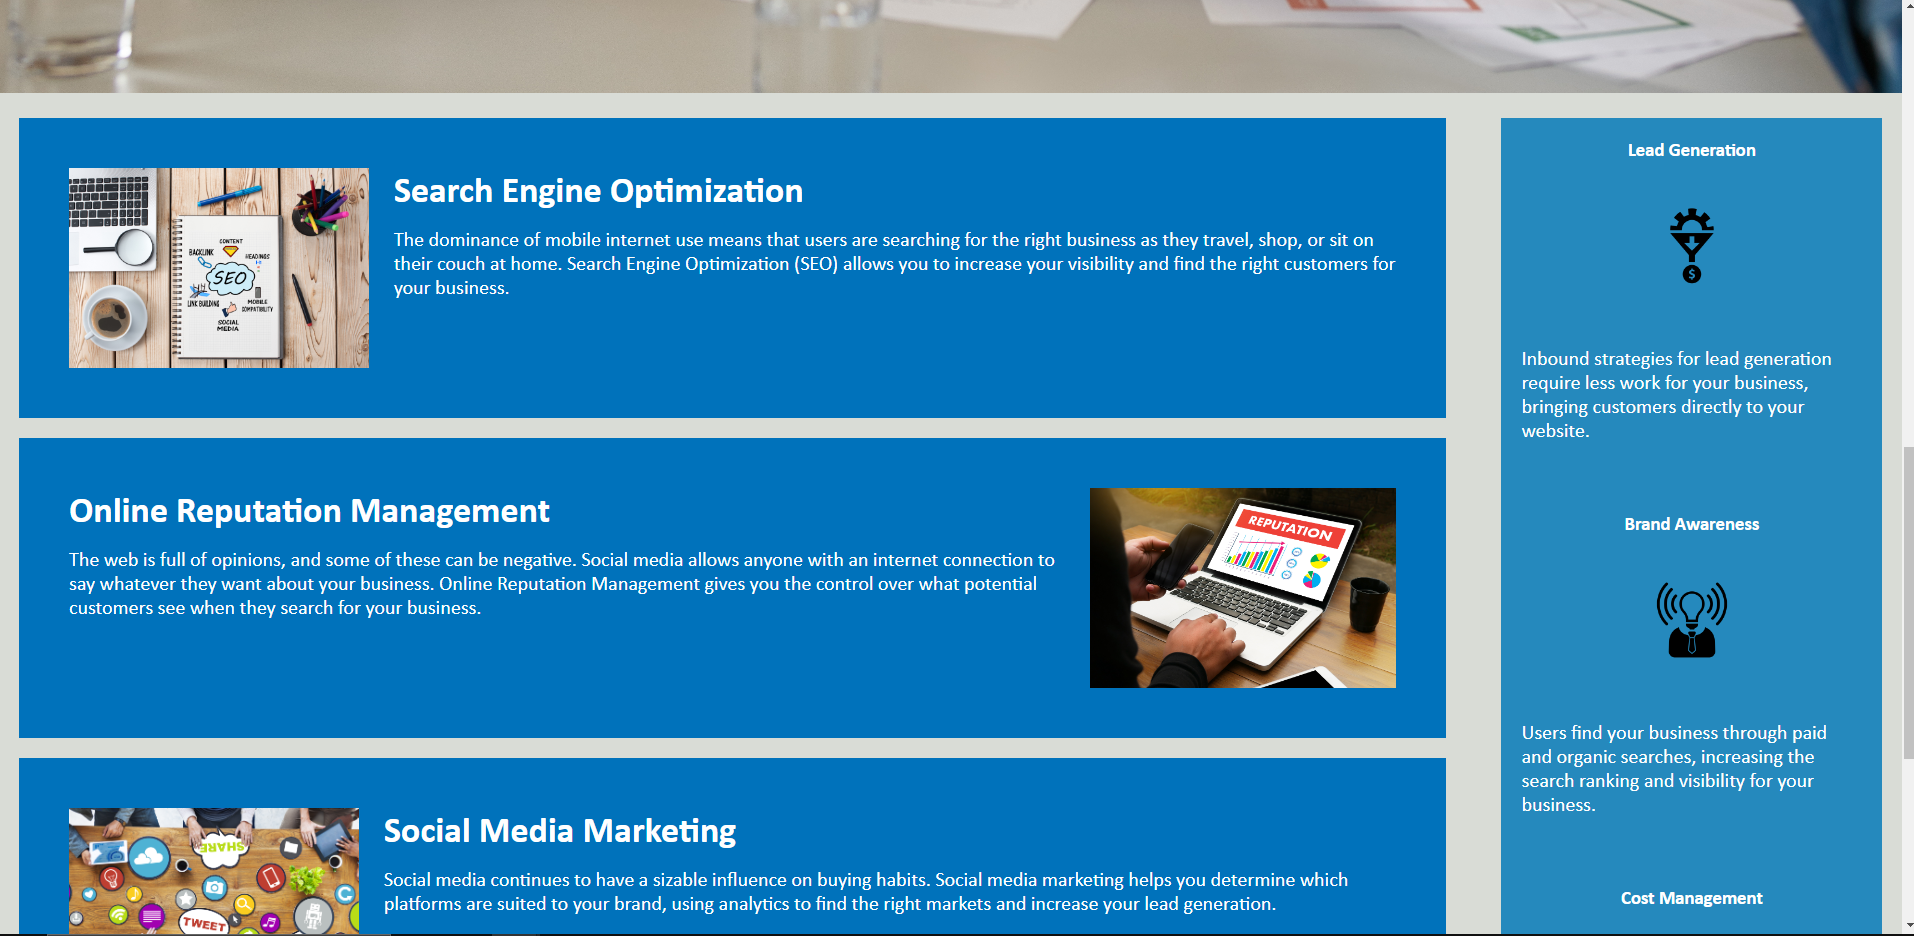 Search Engine Optimization
The dominance of mobile internet use means that users are searching for the right business as they travel, shop, or sit on
their couch at home. Search Engine Optimization (SEO) allows you to increase your visibility and find the right customers for
your business.
CONTENT
BACKLINK
HEADINGS
SEO
LINK BUILDING
MOBILE
COMPATIBILITY
SOCIAL
MEDIA
Online Reputation Management
The web is full of opinions, and some of these can be negative. Social media allows anyone with an internet connection to
say whatever they want about your business. Online Reputation Management gives you the control over what potential
customers see when they search for your business.
REPUTATION
Social Media Marketing
Social media continues to have a sizable influence on buying habits. Social media marketing helps you determine which
platforms are suited to your brand, using analytics to find the right markets and increase your lead generation.
SHARE
TWEET
Lead Generation
$
Inbound strategies for lead generation
require less work for your business,
bringing customers directly to your
website.
Brand Awareness
Users find your business through paid
and organic searches, increasing the
search ranking and visibility for your
business.
Cost Management